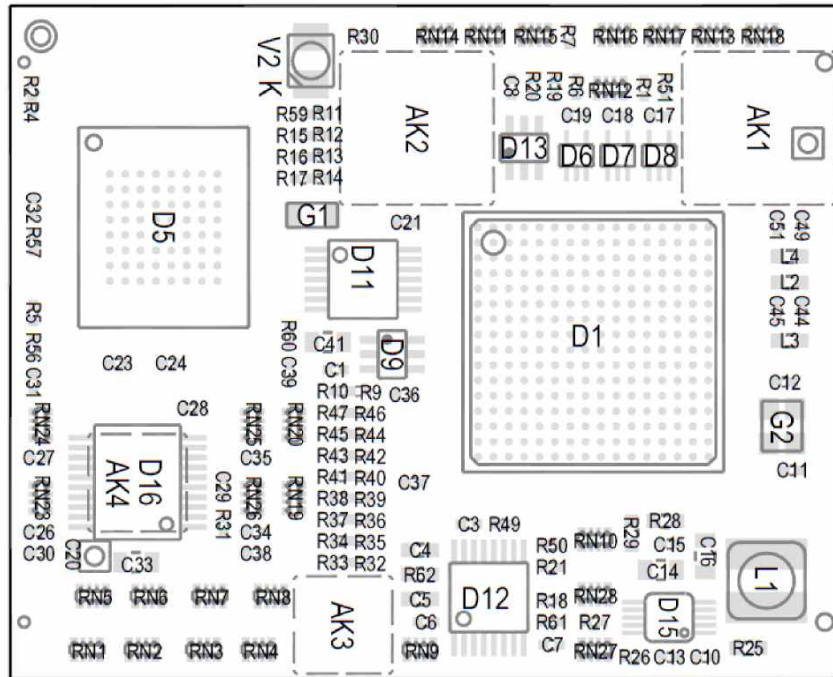 R30 RN14 RN11 RN15 R7 RN16 RN17 RN13 RN18
V2 K
R2 R4
AK2
C8 R20 R19 R6 RN12 R1 R51
AK1
R59 R11
C19 C18 C17
R15 R12
D13 D6 D7 D8
R16 R13
R17 R14
D5
G1
C21
C32 R57
C51 C49
D11
L4
L2
D1
C45 C44
R5
R60 C41
D9
L3
R56
C23 C24
C39 C1
C31
C12
R10 R9 C36
C28
R47 R46
RN24 RN25 RN20
R45 R44
G2
C27 C35
R43 R42
AK4 D16
C11
R41 R40 C37
RN23 C29 RN26 RN19
R38 R39
R31
R37 R36
C3 R49
R28
C26 C34
C20
R34 R35
C4
R50 RN10 R29 C15 C16
C30 C33 C38
R33 R32
R21
C14
R62
L1
RN5 RN6 RN7 RN8
AK3
C5
D12
R18 RN28
D15
C6
R61 R27
RN1 RN2 RN3 RN4
RN9
C7 RN27
R26 C13 C10
R25